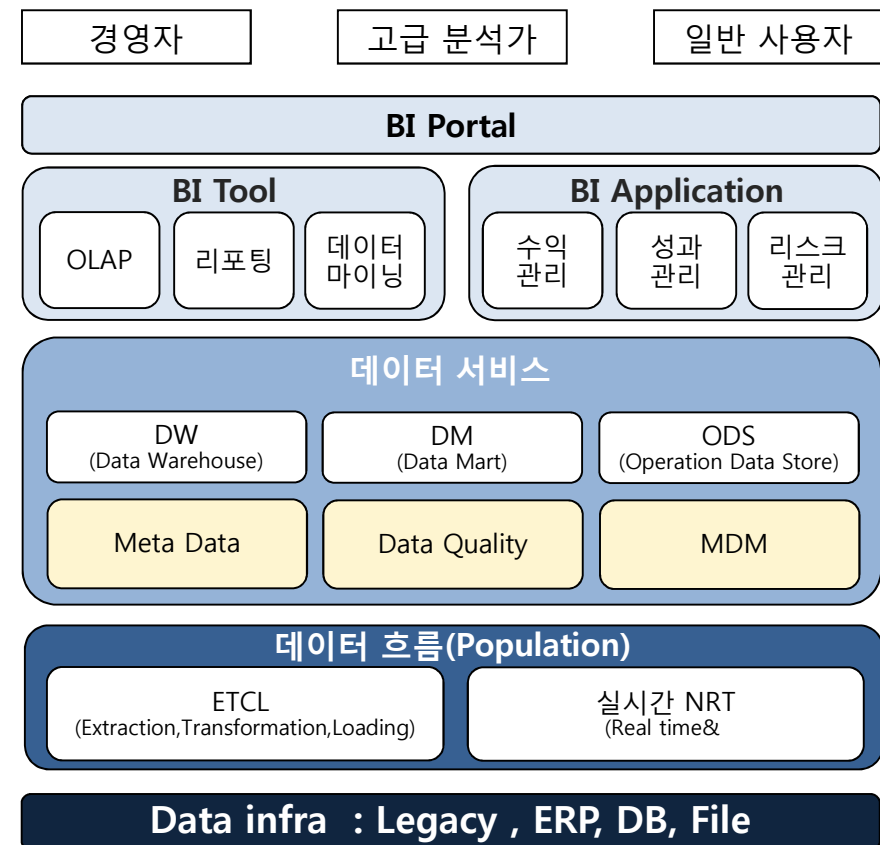 경영자
고급 분석가
일반 사용자
BI Portal
BI Tool
BI Application
OLAP
리포팅
데이터
마이닝
수익
관리
성과
관리
리스크
관리
데이터 서비스
DW
(Data Warehouse)
DM
(Data Mart)
ODS
(Operation Data Store)
Meta Data
Data Quality
MDM
데이터 흐름(Population)
ETCL
(Extraction,Transformation,Loading)
실시간 NRT
(Real time&
Data infra : Legacy , ERP, DB, File